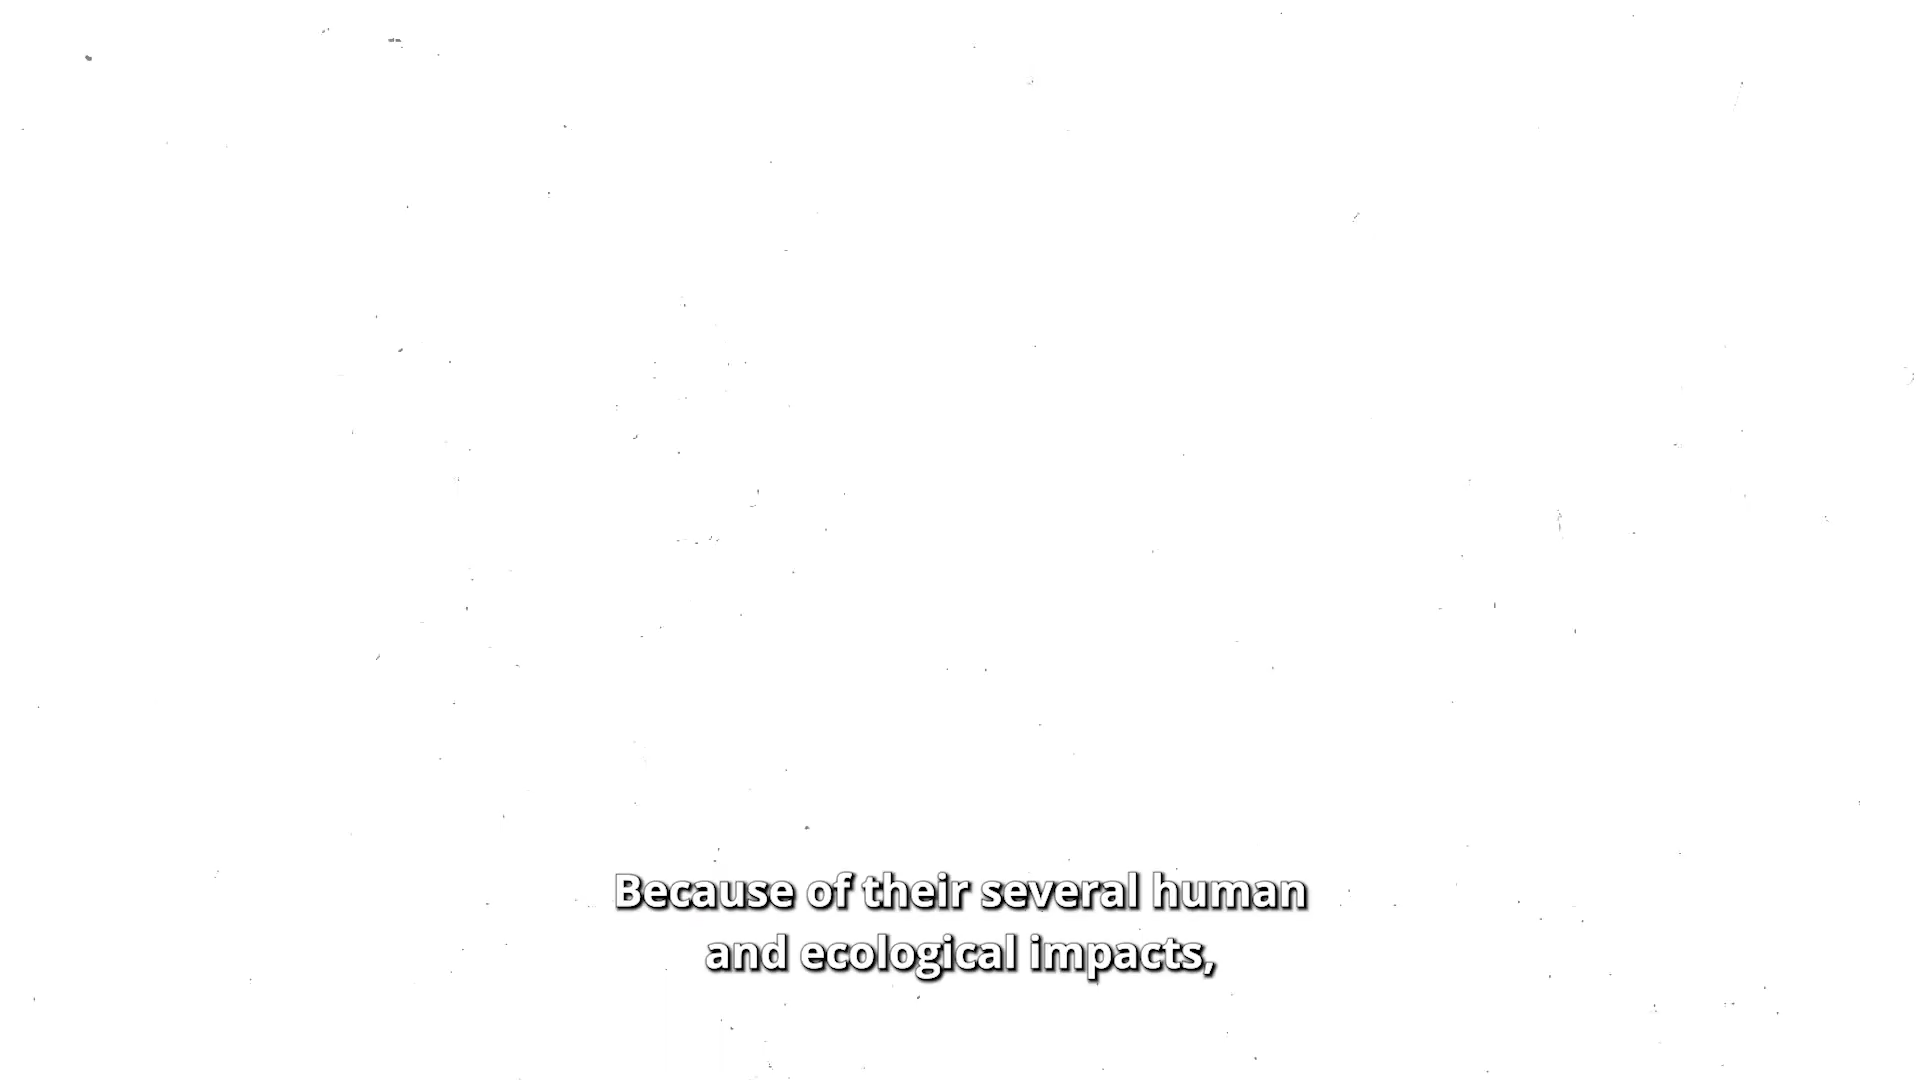 Because of their several human
and ecological impacts,